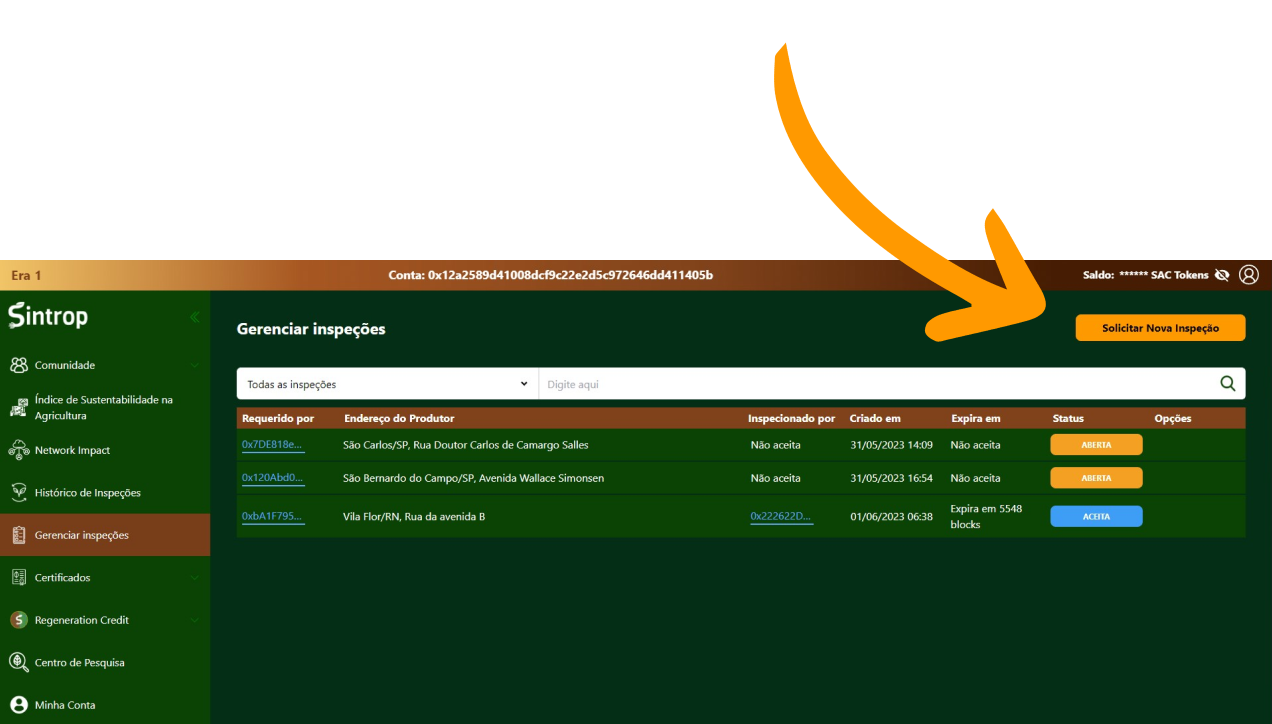 Era 1
Conta: 0x12a2589d41008dcf9c22e2d5c972646dd411405b
Saldo: ****** SAC Tokens
Sintrop
Comunidade
Índice de Sustentabilidade na
Agricultura
Network Impact
Histórico de Inspeções
Gerenciar inspeções
Certificados
Regeneration Credit
Centro de Pesquisa
Minha Conta
Gerenciar inspeções
Solicitar Nova Inspeção
Todas as inspeções
Digite aqui
Requerido por Endereço do Produtor Inspecionado por Criado em Expira em Status Opções
0x7DE818e... São Carlos/SP, Rua Doutor Carlos de Camargo Salles Não aceita 31/05/2023 14:09 Não aceita ABERTA
0x120Abd0... São Bernardo do Campo/SP, Avenida Wallace Simonsen Não aceita 31/05/2023 16:54 Não aceita ABERTA
0xbA1F795... Vila Flor/RN, Rua da avenida B 0x222622D... 01/06/2023 06:38 Expira em 5548 ACEITA
blocks